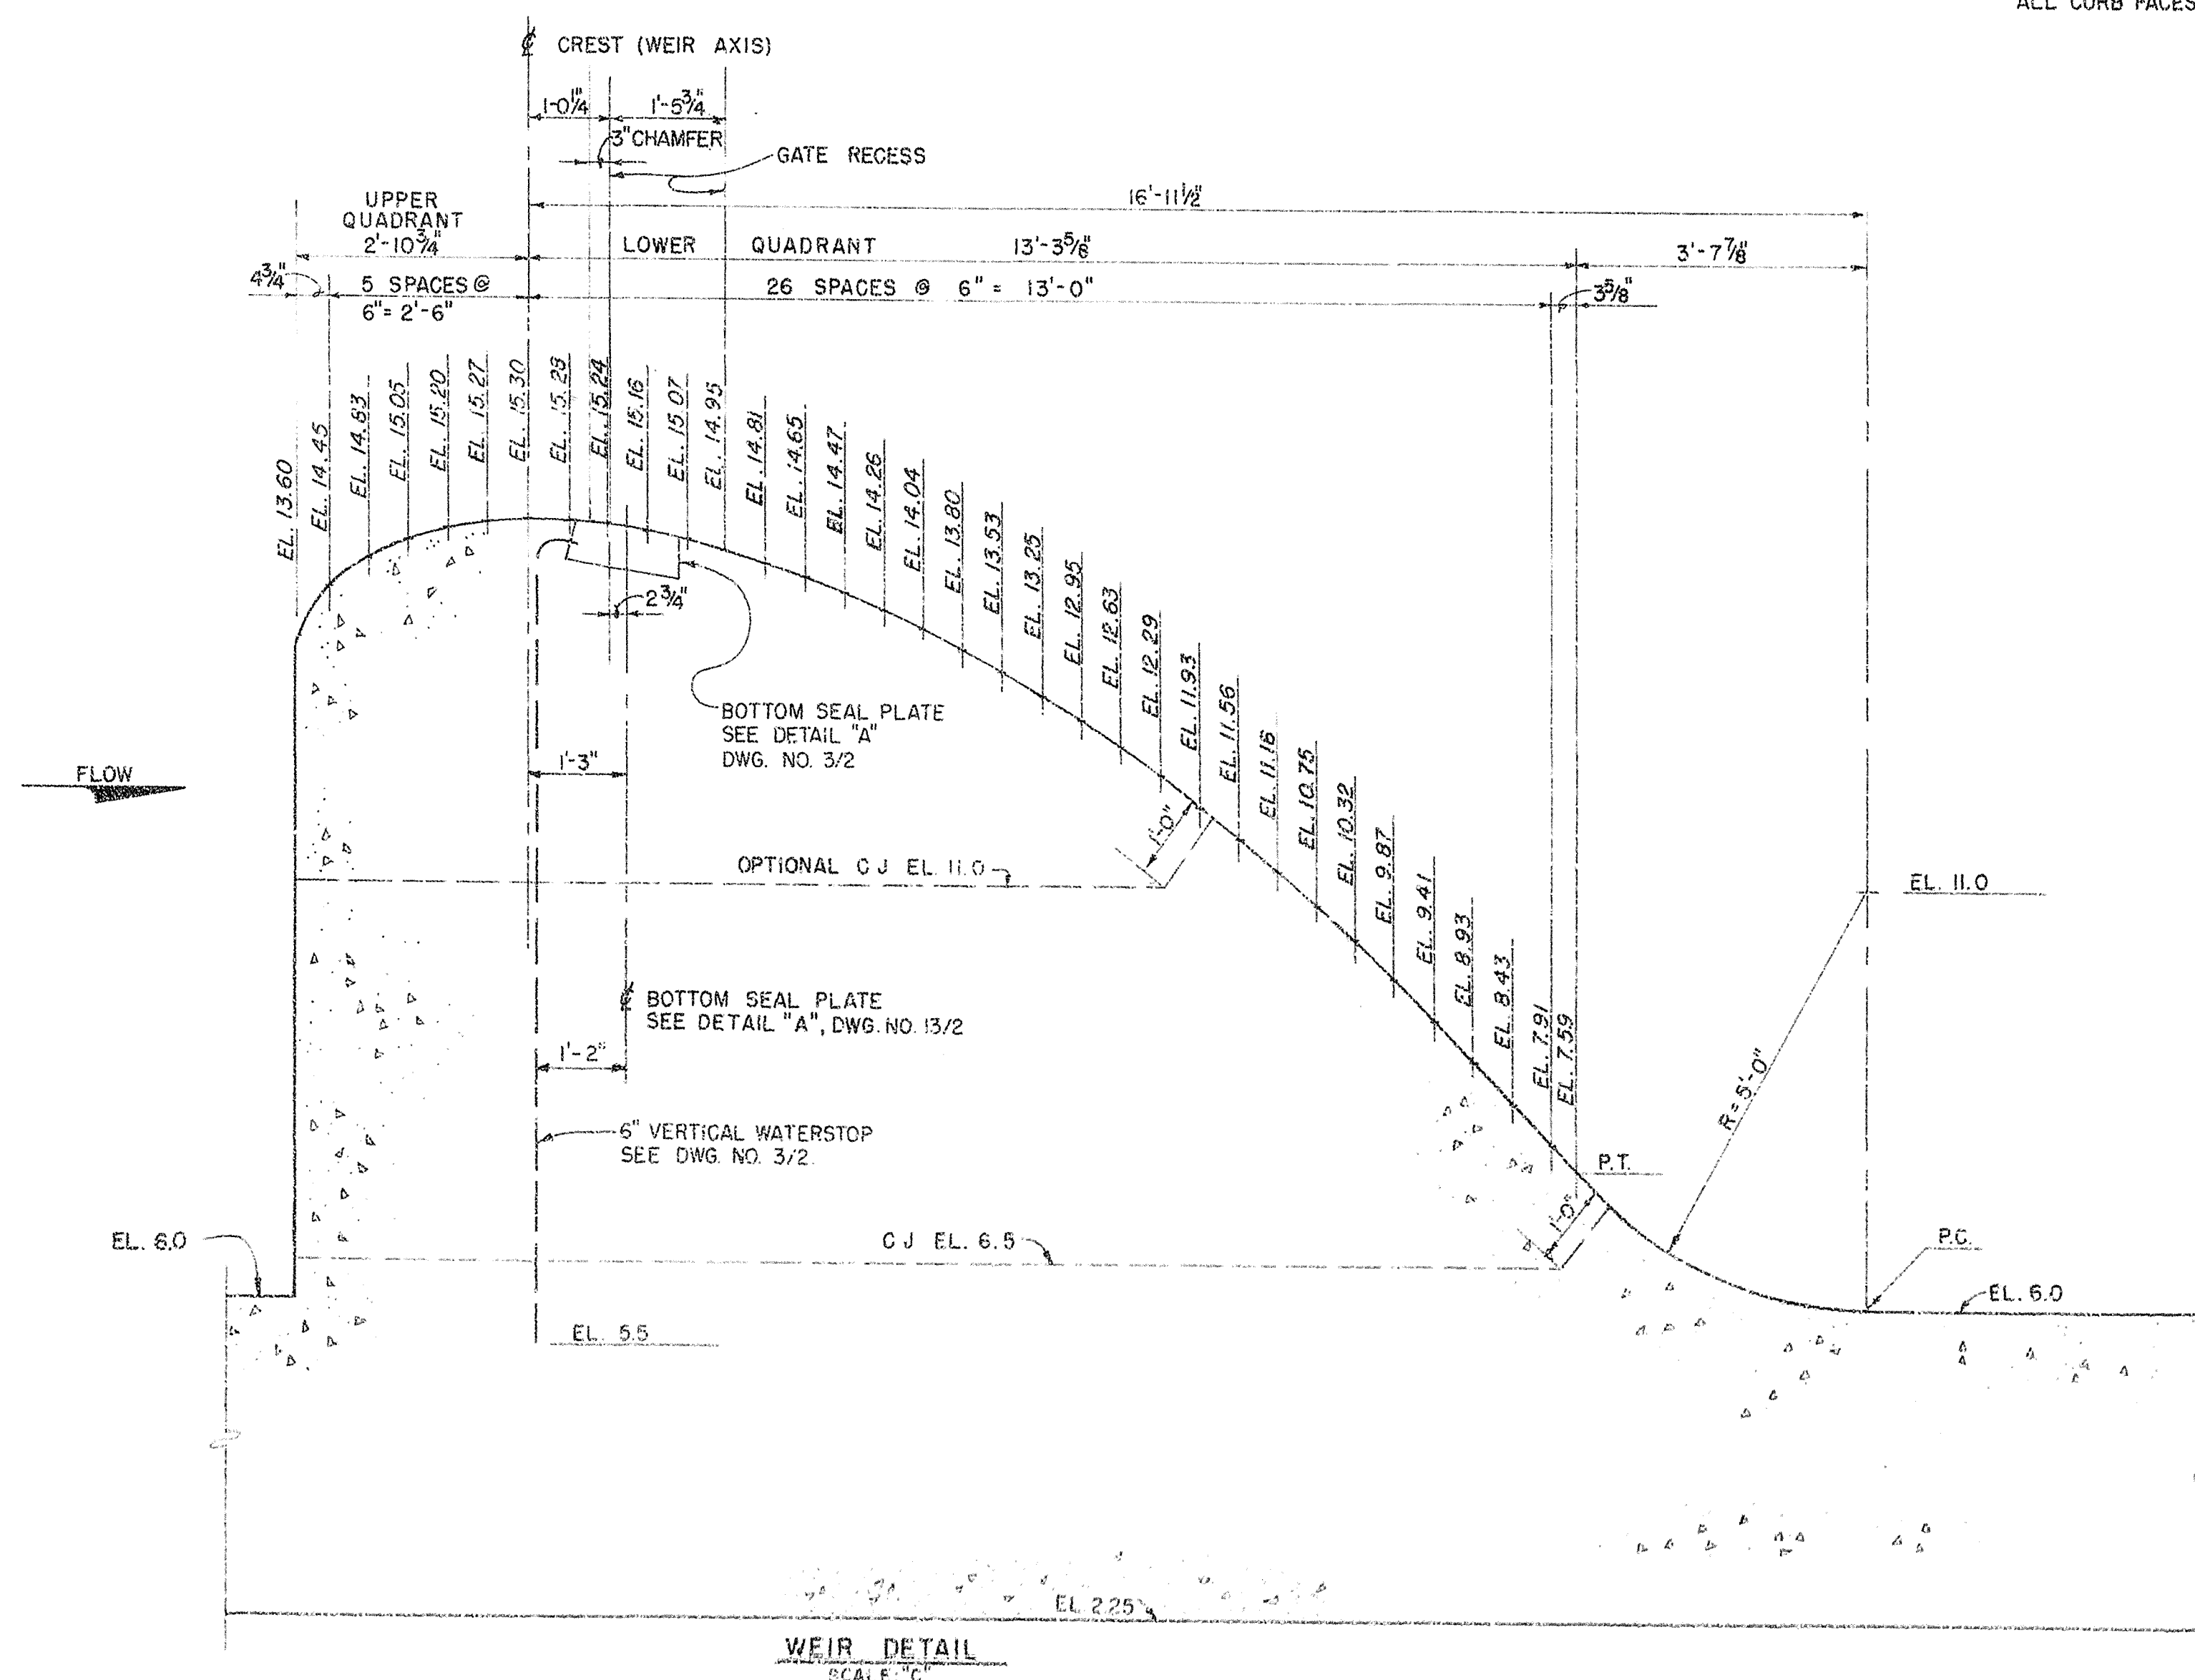 ALL CURB FACES
℄ CREST (WEIR AXIS)
1'-0¼"
1'-5¾"
3" CHAMFER
GATE RECESS
16'-11½"
UPPER
QUADRANT
2'-10¾"
LOWER QUADRANT 13'-3⅝"
3'-7⅞"
4¾"
5 SPACES @
6" = 2'-6"
26 SPACES @ 6" = 13'-0"
3⅝"
EL. 13.60
EL. 14.45
EL. 14.83
EL. 15.05
EL. 15.20
EL. 15.27
EL. 15.30
EL. 15.28
EL. 15.24
EL. 15.16
EL. 15.07
EL. 14.95
EL. 14.81
EL. 14.65
EL. 14.47
EL. 14.26
EL. 14.04
EL. 13.80
EL. 13.53
EL. 13.25
EL. 12.95
EL. 12.63
EL. 12.29
EL. 11.93
EL. 11.56
EL. 11.16
EL. 10.75
EL. 10.32
EL. 9.87
EL. 9.41
EL. 8.93
EL. 8.43
EL. 7.91
EL. 7.59
2¾"
BOTTOM SEAL PLATE
SEE DETAIL "A"
DWG. NO. 3/2
FLOW
1'-3"
1'-0"
OPTIONAL C J EL. 11.0
EL. 11.0
℄ BOTTOM SEAL PLATE
SEE DETAIL "A", DWG. NO. 13/2
1'-2"
R = 5'-0"
6" VERTICAL WATERSTOP
SEE DWG. NO. 3/2.
P.T.
1'-0"
EL. 6.0
C J EL. 6.5
P.C.
EL. 6.0
EL. 5.5
EL. 2.25
WEIR DETAIL
SCALE: "C"